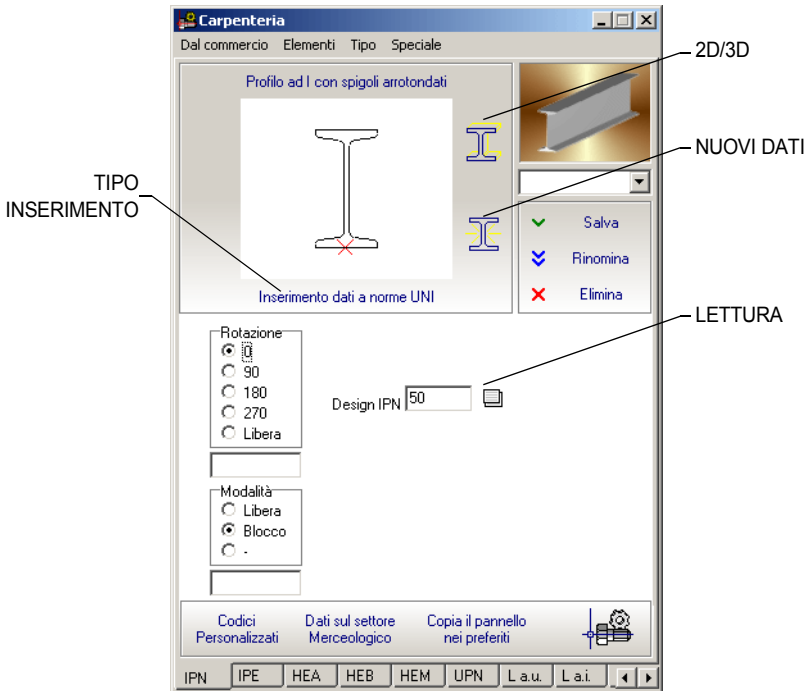 Carpenteria
Dal commercio Elementi Tipo Speciale
2D/3D
Profilo ad I con spigoli arrotondati
NUOVI DATI
TIPO
INSERIMENTO
Salva
Rinomina
Elimina
Inserimento dati a norme UNI
LETTURA
Rotazione
0
90
180
270
Libera
Design IPN 50
Modalità
Libera
Blocco
-
Codici
Personalizzati
Dati sul settore
Merceologico
Copia il pannello
nei preferiti
IPN IPE HEA HEB HEM UPN L a.u. L a.i.